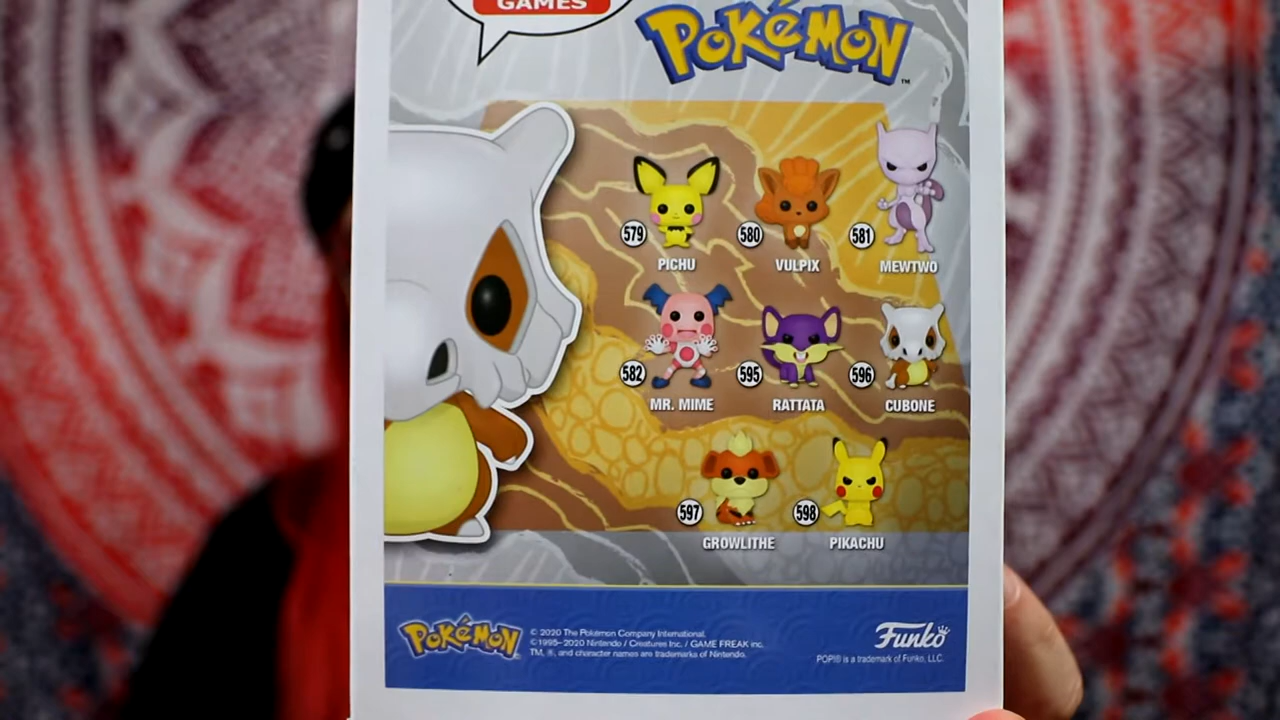 GAMES
POKéMON
™
579
580
581
PICHU
VULPIX
MEWTWO
582
595
596
MR. MIME
RATTATA
CUBONE
597
598
GROWLITHE
PIKACHU
POKéMON
© 2020 The Pokémon Company International.
©1995–2020 Nintendo / Creatures Inc. / GAME FREAK inc.
TM, ®, and character names are trademarks of Nintendo.
Funko
POP!® is a trademark of Funko, LLC.